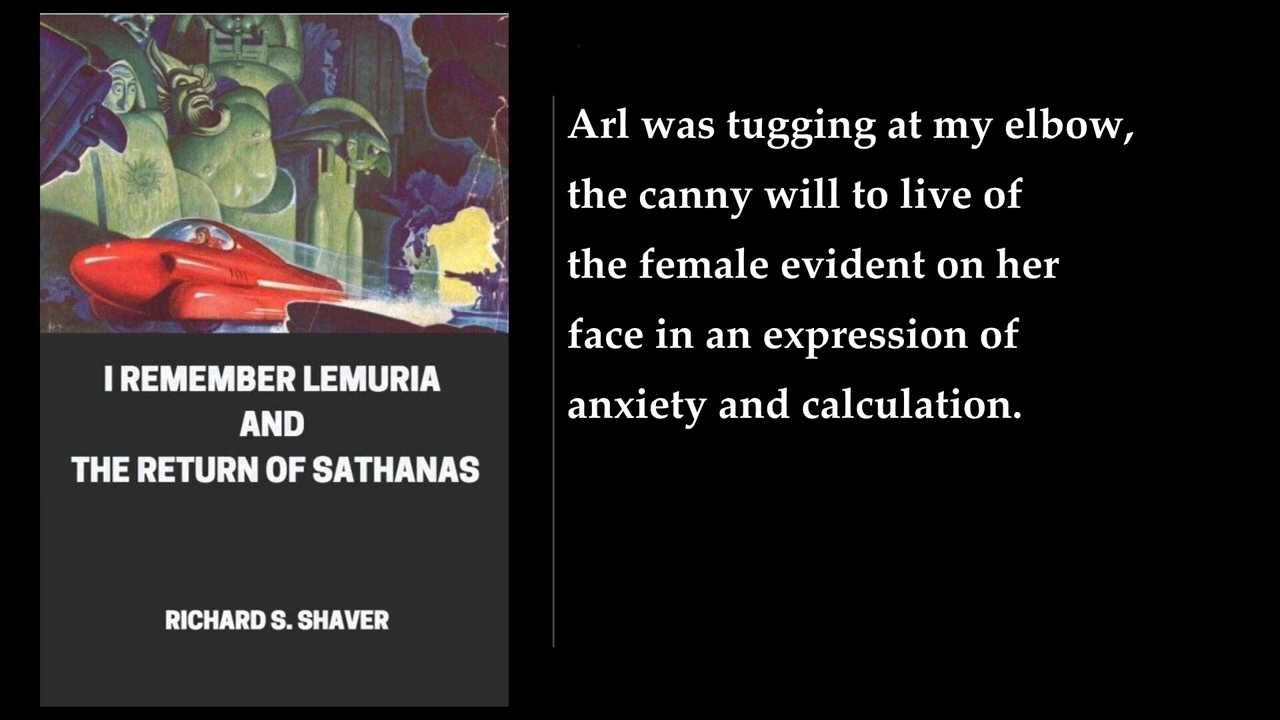 I REMEMBER LEMURIA
AND
THE RETURN OF SATHANAS
RICHARD S. SHAVER
Arl was tugging at my elbow,
the canny will to live of
the female evident on her
face in an expression of
anxiety and calculation.